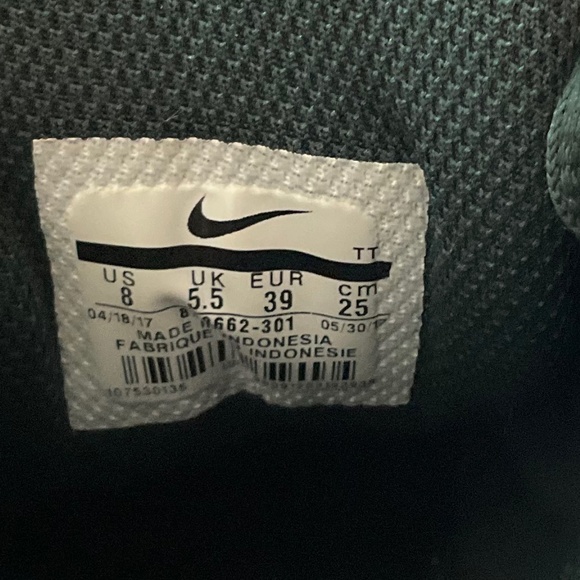 TT
US UK EUR cm
8 5.5 39 25
04/18/17 8 662-301 05/30/1
MADE INDONESIA
FABRIQUE INDONESIE